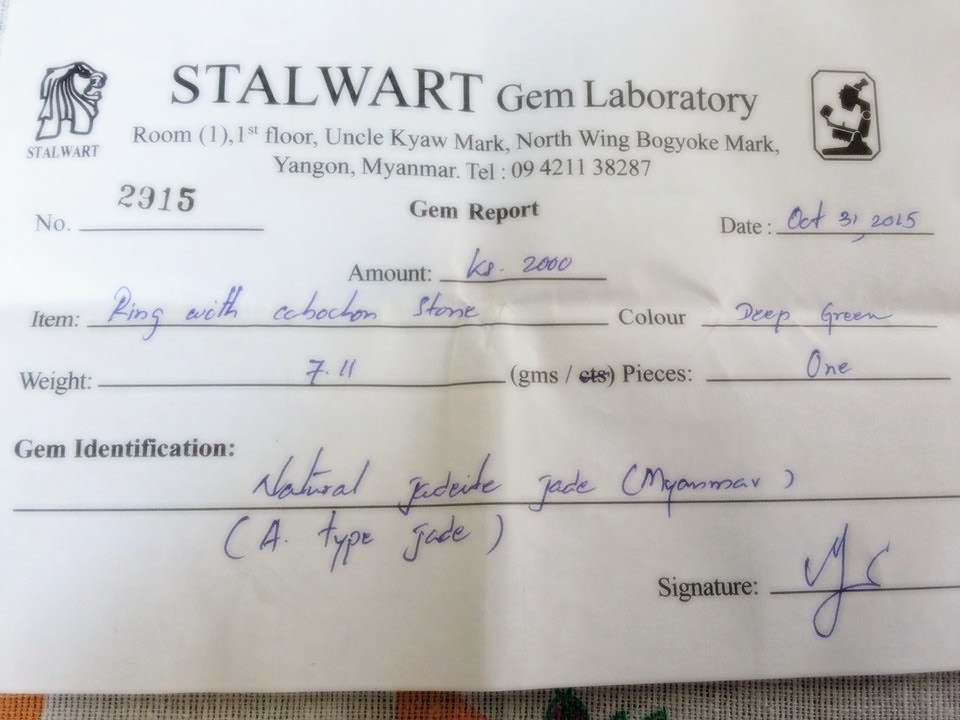 STALWART Gem Laboratory
STALWART
Room (1),1st floor, Uncle Kyaw Mark, North Wing Bogyoke Mark,
Yangon, Myanmar. Tel : 09 4211 38287
No. 2915
Gem Report
Date : Oct 31, 2015
Amount: Ks. 2000
Item: Ring with cabochon Stone Colour Deep Green
Weight: 7.11 (gms / cts) Pieces: One
Gem Identification:
Natural jadeite jade (Myanmar)
(A. type jade)
Signature: